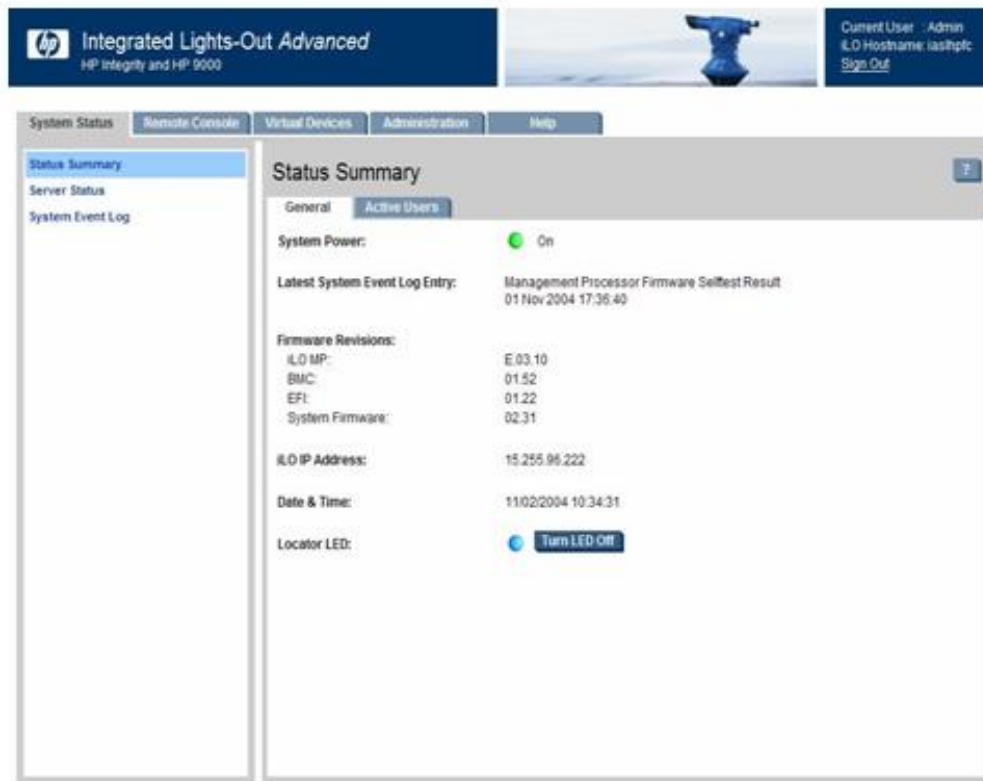 hp
Integrated Lights-Out Advanced
HP Integrity and HP 9000
Current User : Admin
iLO Hostname: iaslhpfc
Sign Out
System Status
Remote Console
Virtual Devices
Administration
Help
Status Summary
Server Status
System Event Log
Status Summary
?
General
Active Users
System Power: On
Latest System Event Log Entry: Management Processor Firmware Selftest Result
01 Nov 2004 17:36:40
Firmware Revisions:
iLO MP: E.03.10
BMC: 01.52
EFI: 01.22
System Firmware: 02.31
iLO IP Address: 15.255.96.222
Date & Time: 11/02/2004 10:34:31
Locator LED: Turn LED Off